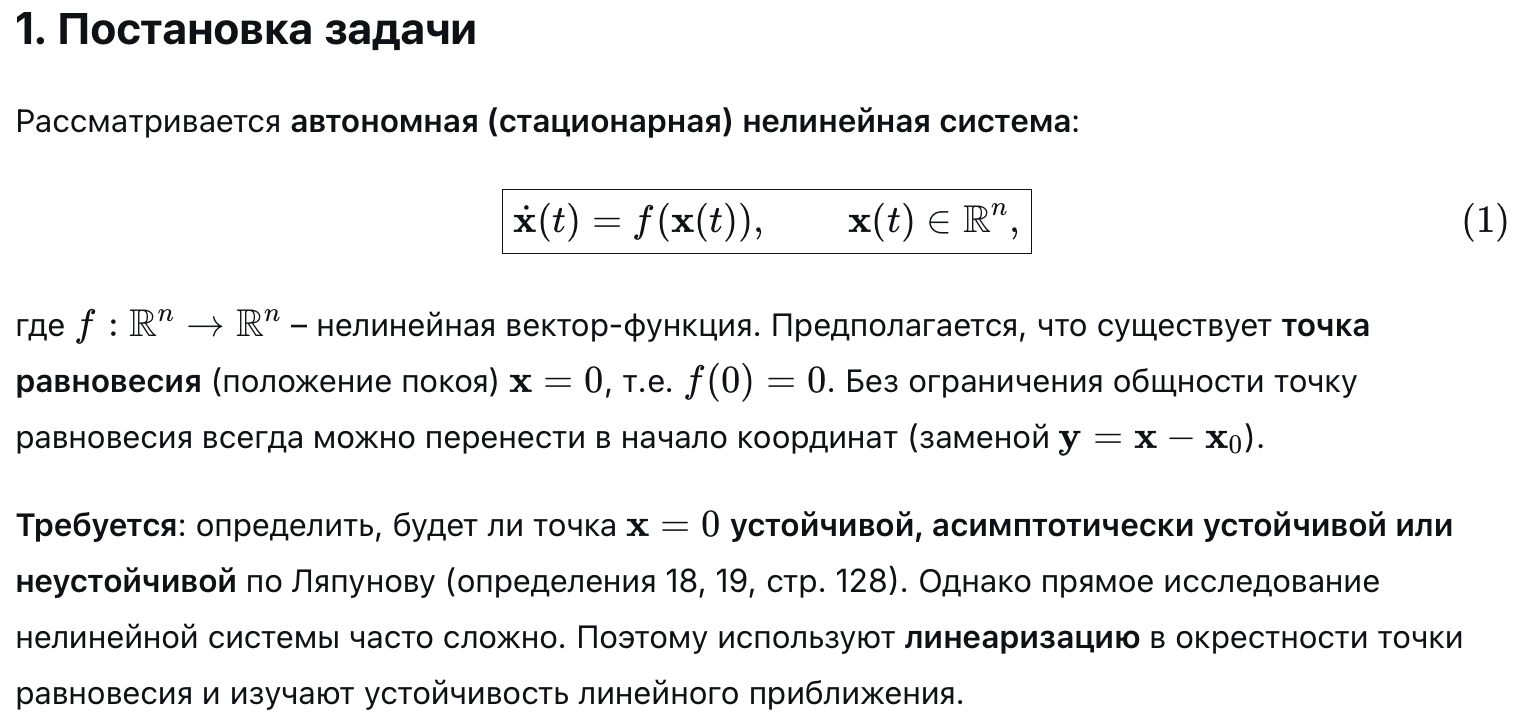 1. Постановка задачи
Рассматривается автономная (стационарная) нелинейная система:
ẋ(t) = f(x(t)), x(t) ∈ ℝⁿ, (1)
где f : ℝⁿ → ℝⁿ – нелинейная вектор-функция. Предполагается, что существует точка
равновесия (положение покоя) x = 0, т.е. f(0) = 0. Без ограничения общности точку
равновесия всегда можно перенести в начало координат (заменой y = x − x₀).
Требуется: определить, будет ли точка x = 0 устойчивой, асимптотически устойчивой или
неустойчивой по Ляпунову (определения 18, 19, стр. 128). Однако прямое исследование
нелинейной системы часто сложно. Поэтому используют линеаризацию в окрестности точки
равновесия и изучают устойчивость линейного приближения.